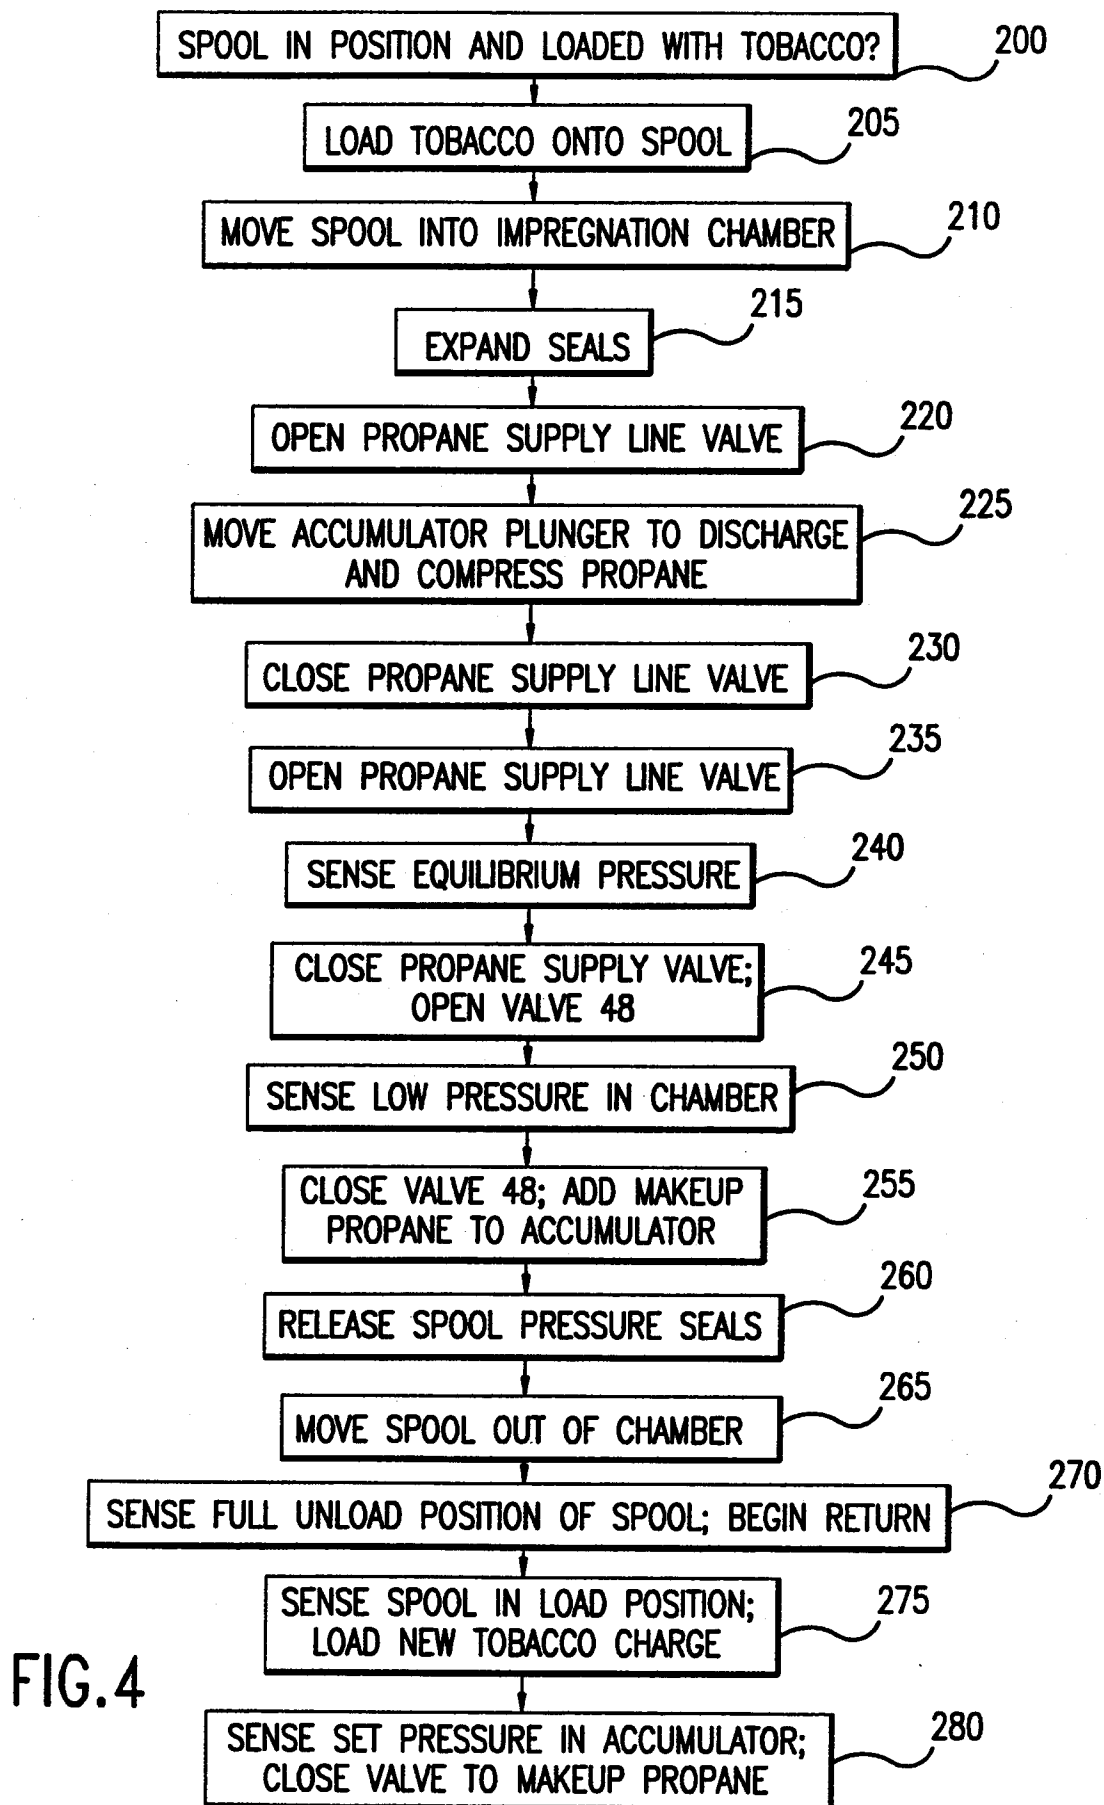 SPOOL IN POSITION AND LOADED WITH TOBACCO?
200
LOAD TOBACCO ONTO SPOOL
205
MOVE SPOOL INTO IMPREGNATION CHAMBER
210
EXPAND SEALS
215
OPEN PROPANE SUPPLY LINE VALVE
220
MOVE ACCUMULATOR PLUNGER TO DISCHARGE
AND COMPRESS PROPANE
225
CLOSE PROPANE SUPPLY LINE VALVE
230
OPEN PROPANE SUPPLY LINE VALVE
235
SENSE EQUILIBRIUM PRESSURE
240
CLOSE PROPANE SUPPLY VALVE;
OPEN VALVE 48
245
SENSE LOW PRESSURE IN CHAMBER
250
CLOSE VALVE 48; ADD MAKEUP
PROPANE TO ACCUMULATOR
255
RELEASE SPOOL PRESSURE SEALS
260
MOVE SPOOL OUT OF CHAMBER
265
SENSE FULL UNLOAD POSITION OF SPOOL; BEGIN RETURN
270
SENSE SPOOL IN LOAD POSITION;
LOAD NEW TOBACCO CHARGE
275
SENSE SET PRESSURE IN ACCUMULATOR;
CLOSE VALVE TO MAKEUP PROPANE
280
FIG.4